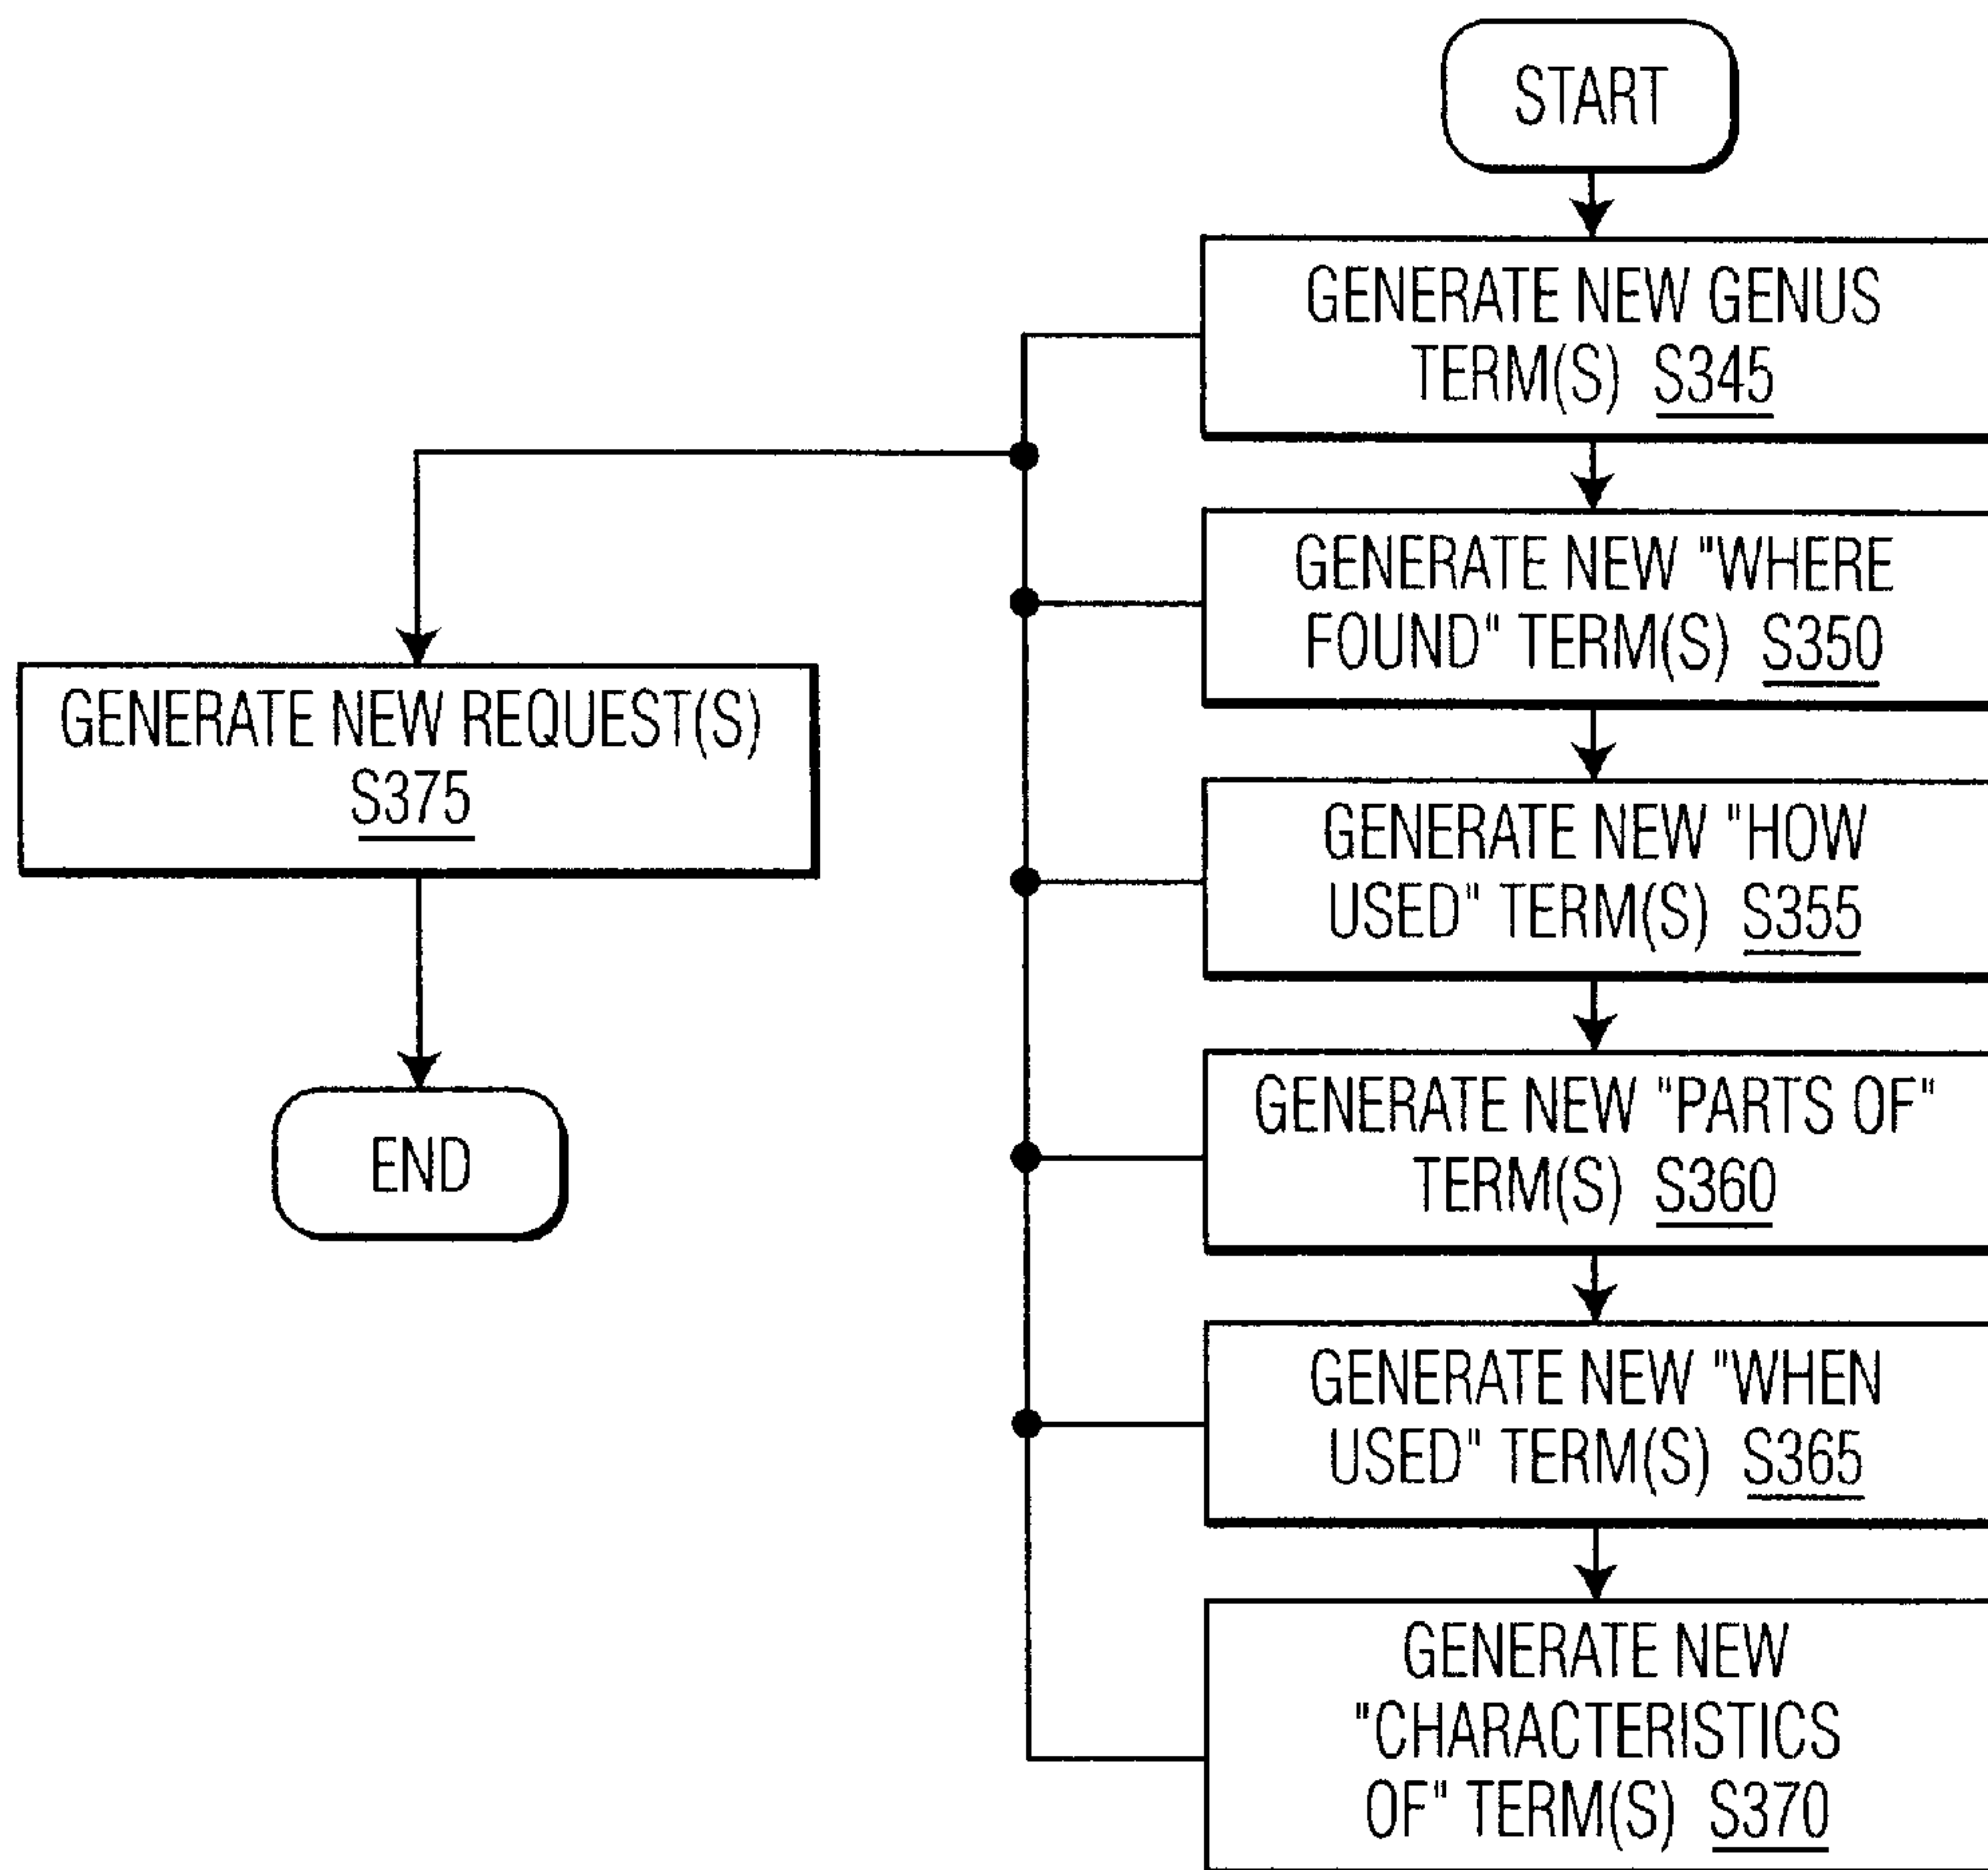 START
GENERATE NEW GENUS
TERM(S) S345
GENERATE NEW "WHERE
FOUND" TERM(S) S350
GENERATE NEW "HOW
USED" TERM(S) S355
GENERATE NEW "PARTS OF"
TERM(S) S360
GENERATE NEW "WHEN
USED" TERM(S) S365
GENERATE NEW
"CHARACTERISTICS
OF" TERM(S) S370
GENERATE NEW REQUEST(S)
S375
END